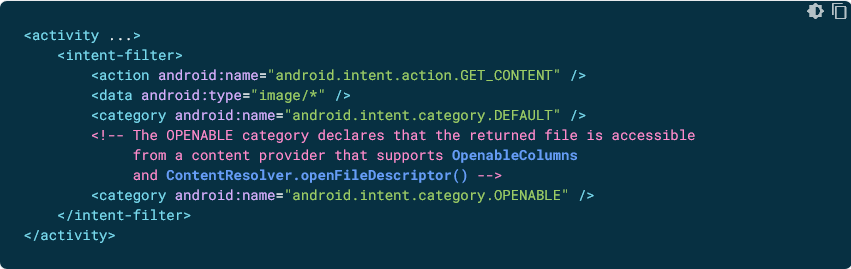 <activity ...>
<intent-filter>
<action android:name="android.intent.action.GET_CONTENT" />
<data android:type="image/*" />
<category android:name="android.intent.category.DEFAULT" />
<!-- The OPENABLE category declares that the returned file is accessible
from a content provider that supports OpenableColumns
and ContentResolver.openFileDescriptor() -->
<category android:name="android.intent.category.OPENABLE" />
</intent-filter>
</activity>